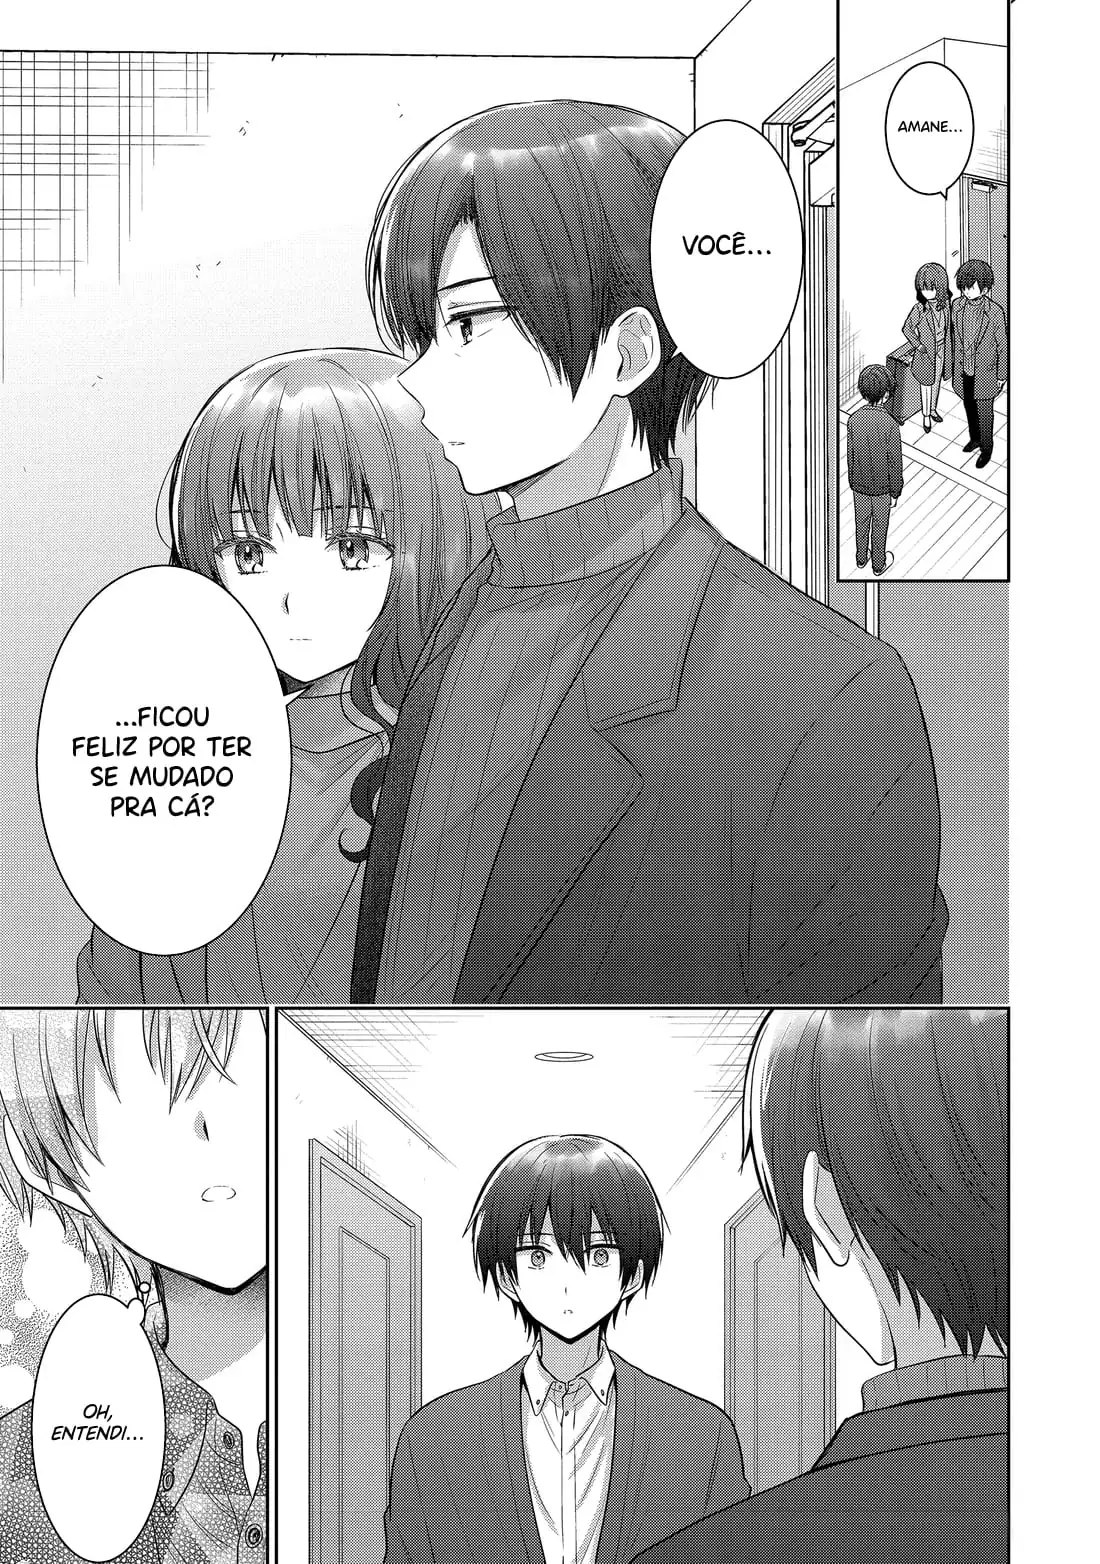 AMANE...
VOCÊ...
...FICOU
FELIZ POR TER
SE MUDADO
PRA CÁ?
OH,
ENTENDI...